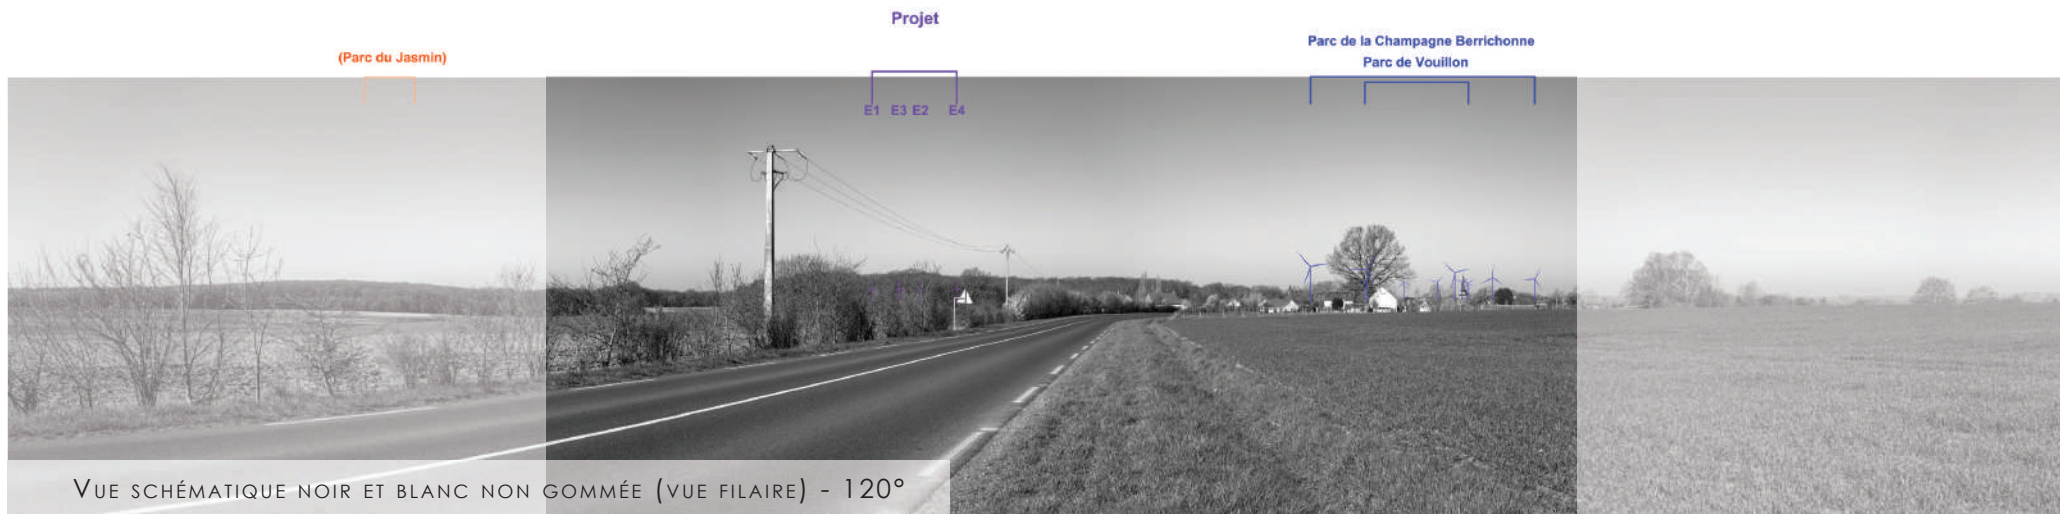 Projet
Parc de la Champagne Berrichonne
(Parc du Jasmin)
Parc de Vouillon
E1 E3 E2 E4
Vue schématique noir et blanc non gommée (vue filaire) - 120°